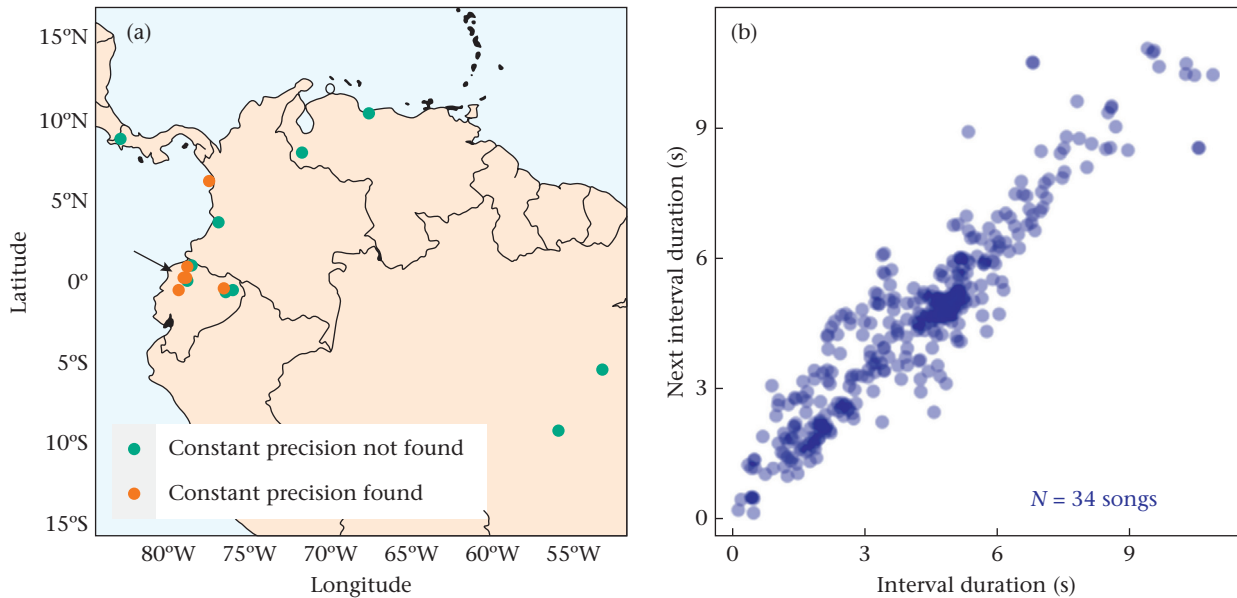 (a)
15ºN
10ºN
5ºN
0º
5ºS
10ºS
15ºS
Latitude
Constant precision not found
Constant precision found
80ºW 75ºW 70ºW 65ºW 60ºW 55ºW
Longitude
(b)
9
6
3
0
Next interval duration (s)
N = 34 songs
0 3 6 9
Interval duration (s)